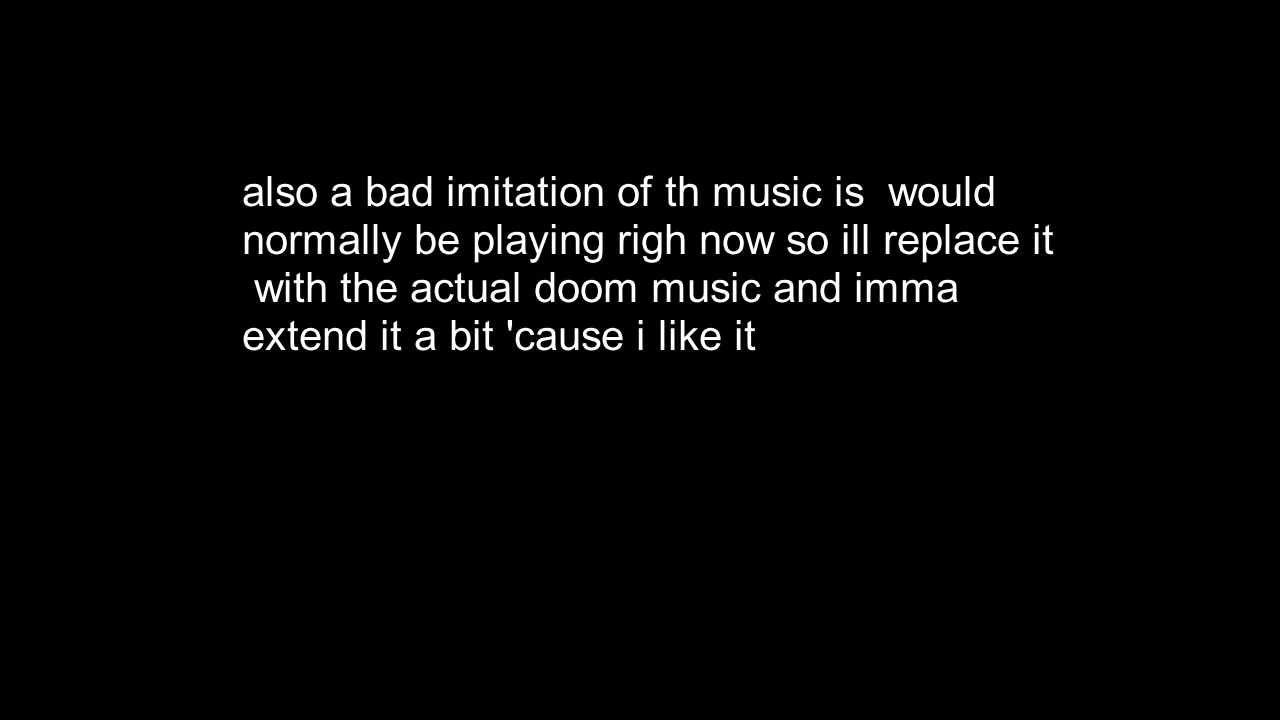 also a bad imitation of th music is  would
normally be playing righ now so ill replace it
 with the actual doom music and imma
extend it a bit 'cause i like it